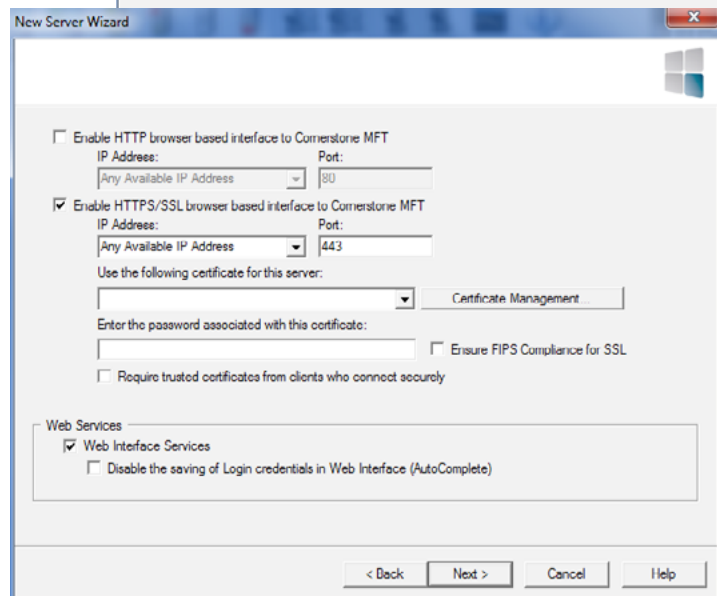 New Server Wizard
Enable HTTP browser based interface to Cornerstone MFT
IP Address: Port:
Any Available IP Address 80
Enable HTTPS/SSL browser based interface to Cornerstone MFT
IP Address: Port:
Any Available IP Address 443
Use the following certificate for this server:
Certificate Management...
Enter the password associated with this certificate:
Ensure FIPS Compliance for SSL
Require trusted certificates from clients who connect securely
Web Services
Web Interface Services
Disable the saving of Login credentials in Web Interface (AutoComplete)
< Back Next > Cancel Help